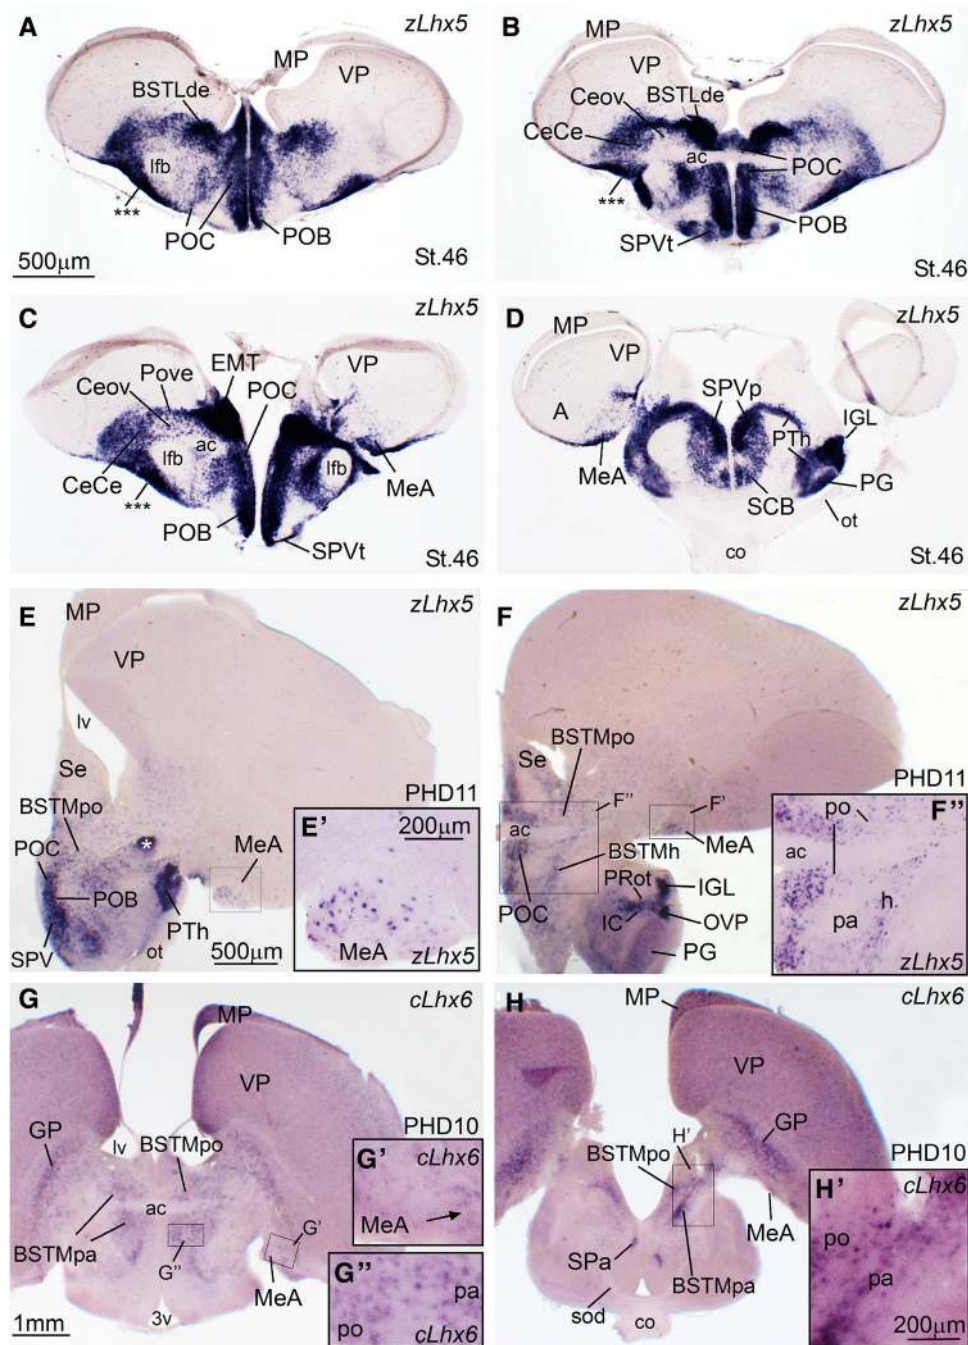 A
zLhx5
MP
VP
BSTLde
lfb
***
POC
POB
500µm
St.46
B
zLhx5
MP
VP
Ceov
BSTLde
CeCe
ac
POC
***
POB
SPVt
St.46
C
zLhx5
VP
EMT
Pove
POC
Ceov
ac
lfb
lfb
CeCe
***
MeA
POB
SPVt
St.46
D
zLhx5
MP
VP
SPVp
A
IGL
PTh
MeA
PG
SCB
ot
co
St.46
E
zLhx5
MP
VP
lv
Se
BSTMpo
PHD11
*
POC
MeA
POB
PTh
SPV
ot
500µm
E'
200µm
MeA
zLhx5
F
zLhx5
BSTMpo
Se
PHD11
F''
F'
ac
MeA
BSTMh
PRot
IGL
POC
IC
OVP
PG
F''
po
ac
h
pa
zLhx5
G
cLhx6
MP
VP
PHD10
GP
lv
BSTMpo
ac
BSTMpa
G'
G''
MeA
3v
1mm
G'
cLhx6
MeA
G''
pa
po
cLhx6
H
cLhx6
MP
VP
GP
PHD10
H'
BSTMpo
MeA
SPa
BSTMpa
sod
co
H'
cLhx6
po
pa
200µm